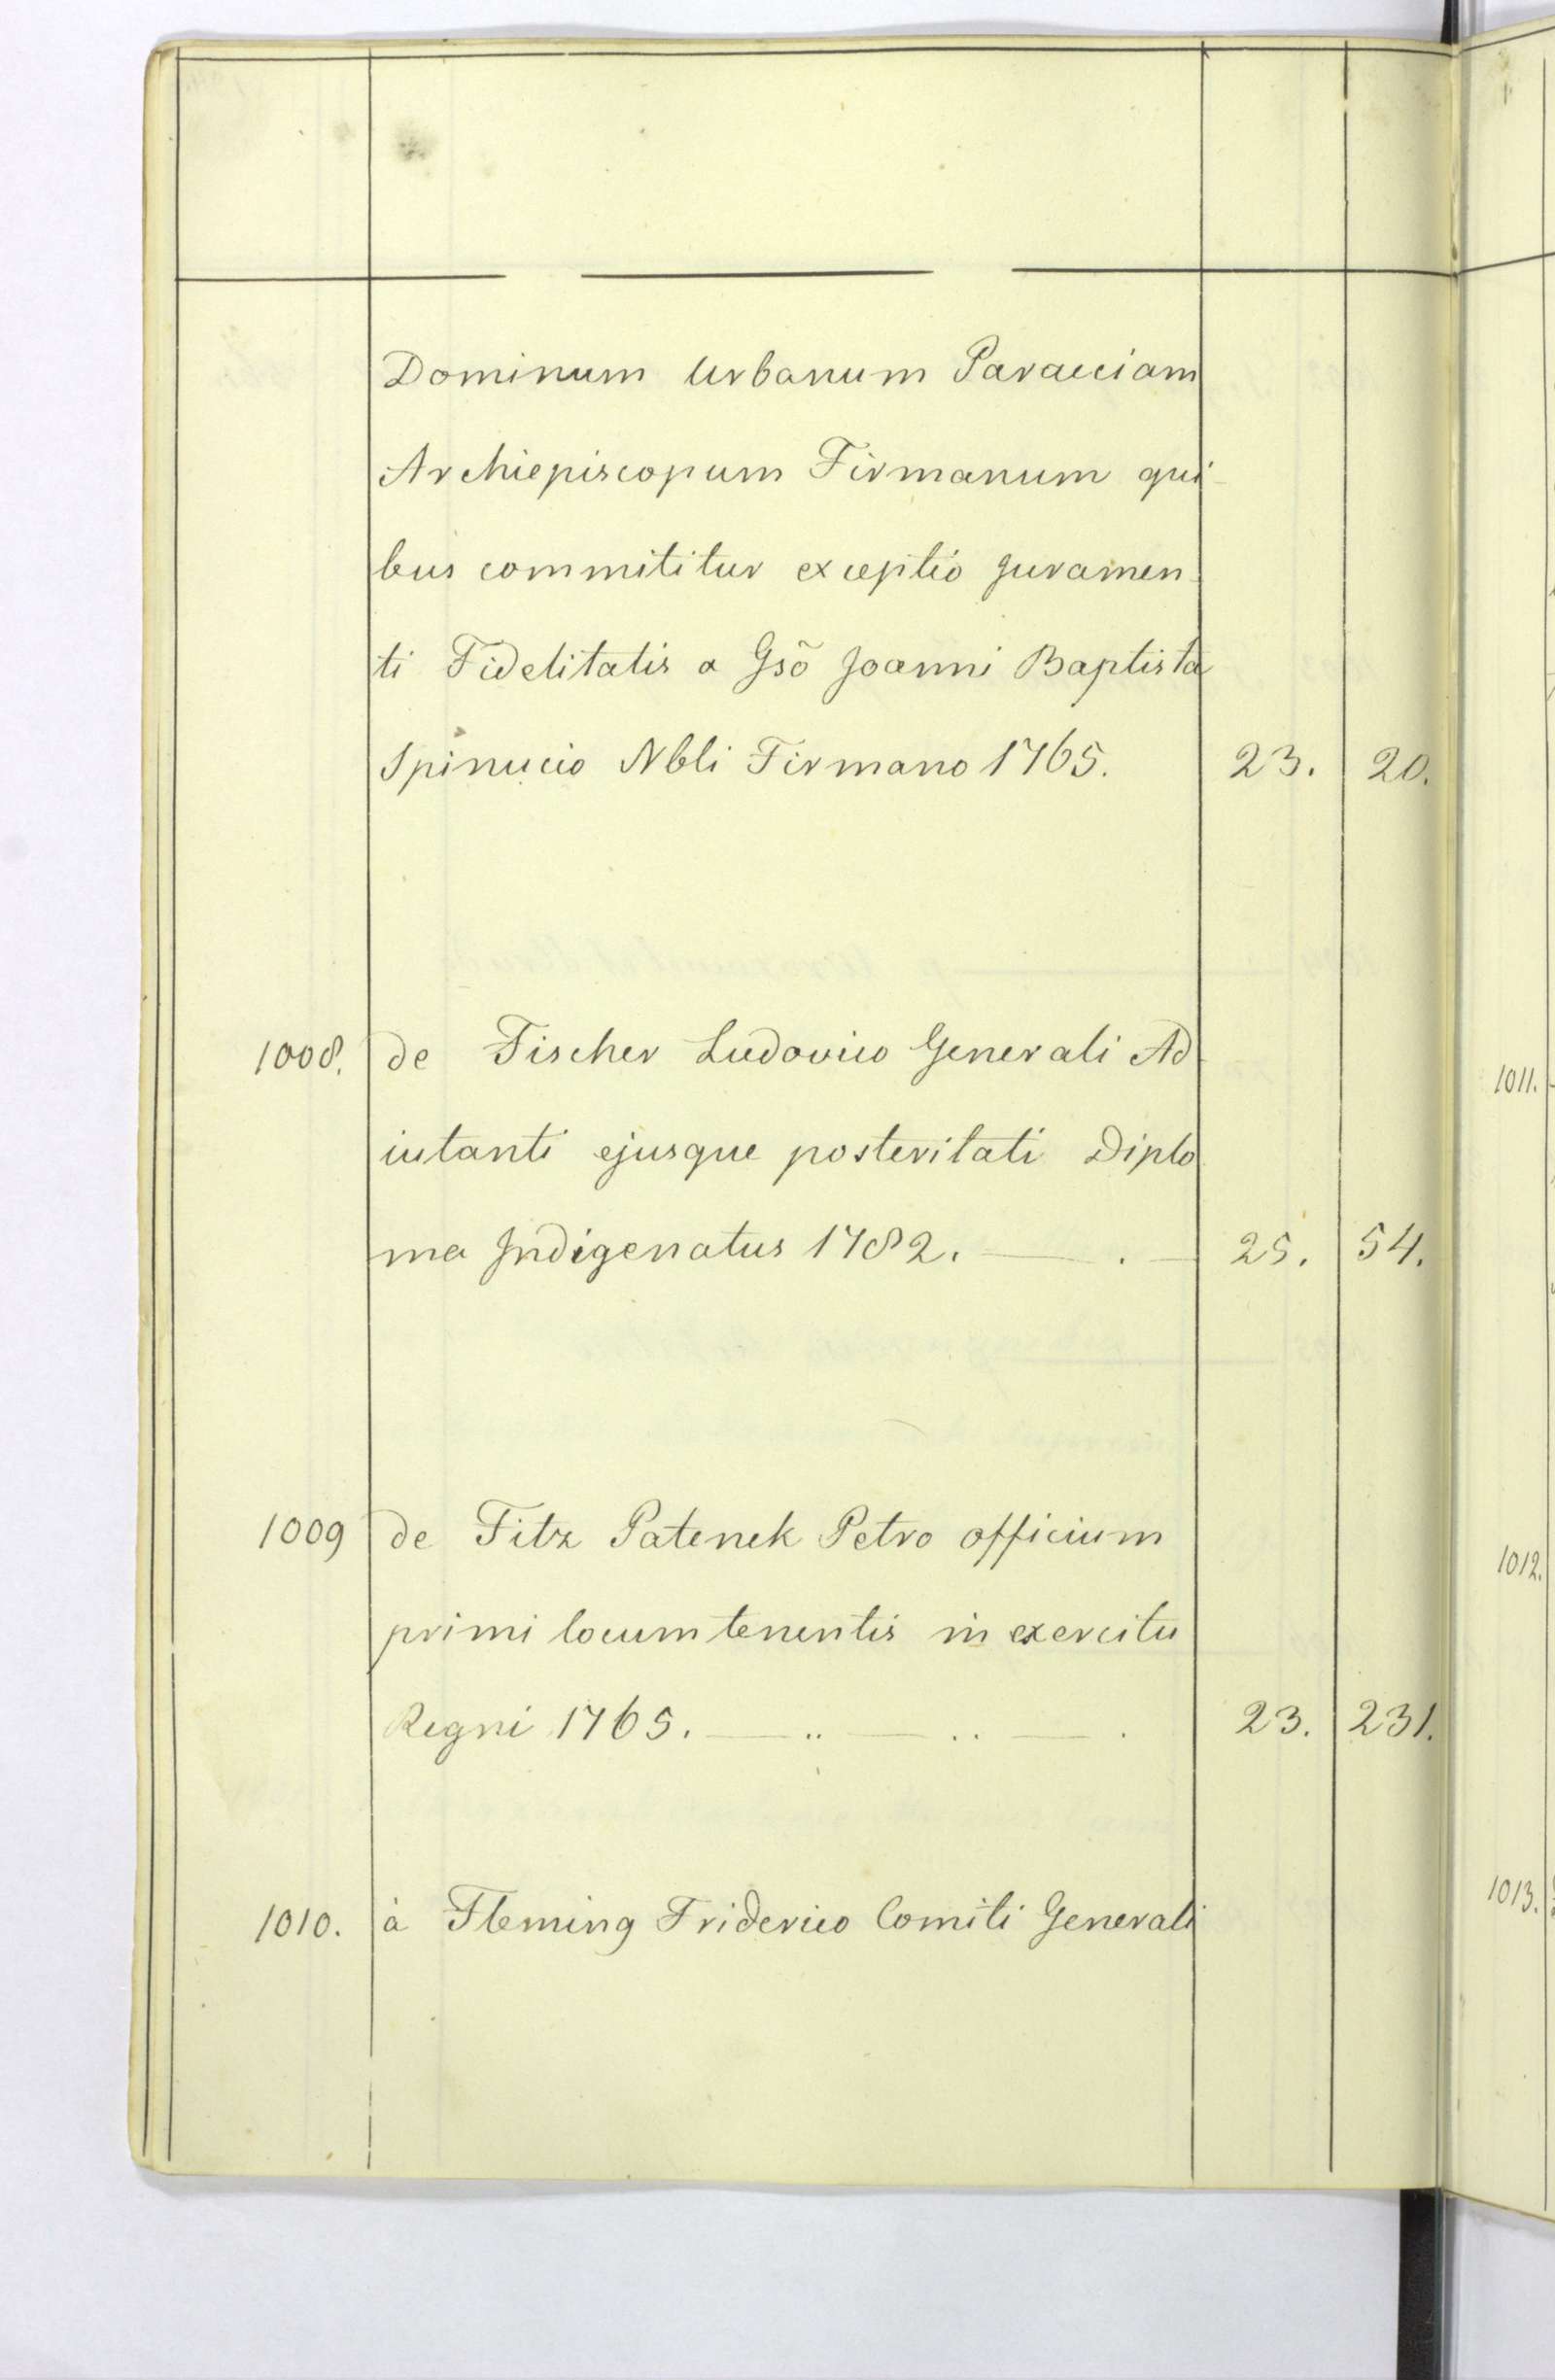 Dominum Urbanum Paracciam
Archiepiscopum Firmanum qui-
bus commititur exceptio Juramen-
ti Fidelitatis a Gsō Joanni Baptista
Spinucio Nbli Firmano 1765. 23. 20.
1008. de Fischer Ludovico Generali Ad-
iutanti ejusque posteritati Diplo
ma Indigenatus 1782. — . — 25. 54.
1009 de Fitz Patenek Petro officium
primi locumtenentis in exercitu
Regni 1765. — .. — .. — . 23. 231.
1010. à Fleming Friderico Comiti Generali
1011.
1012.
1013.